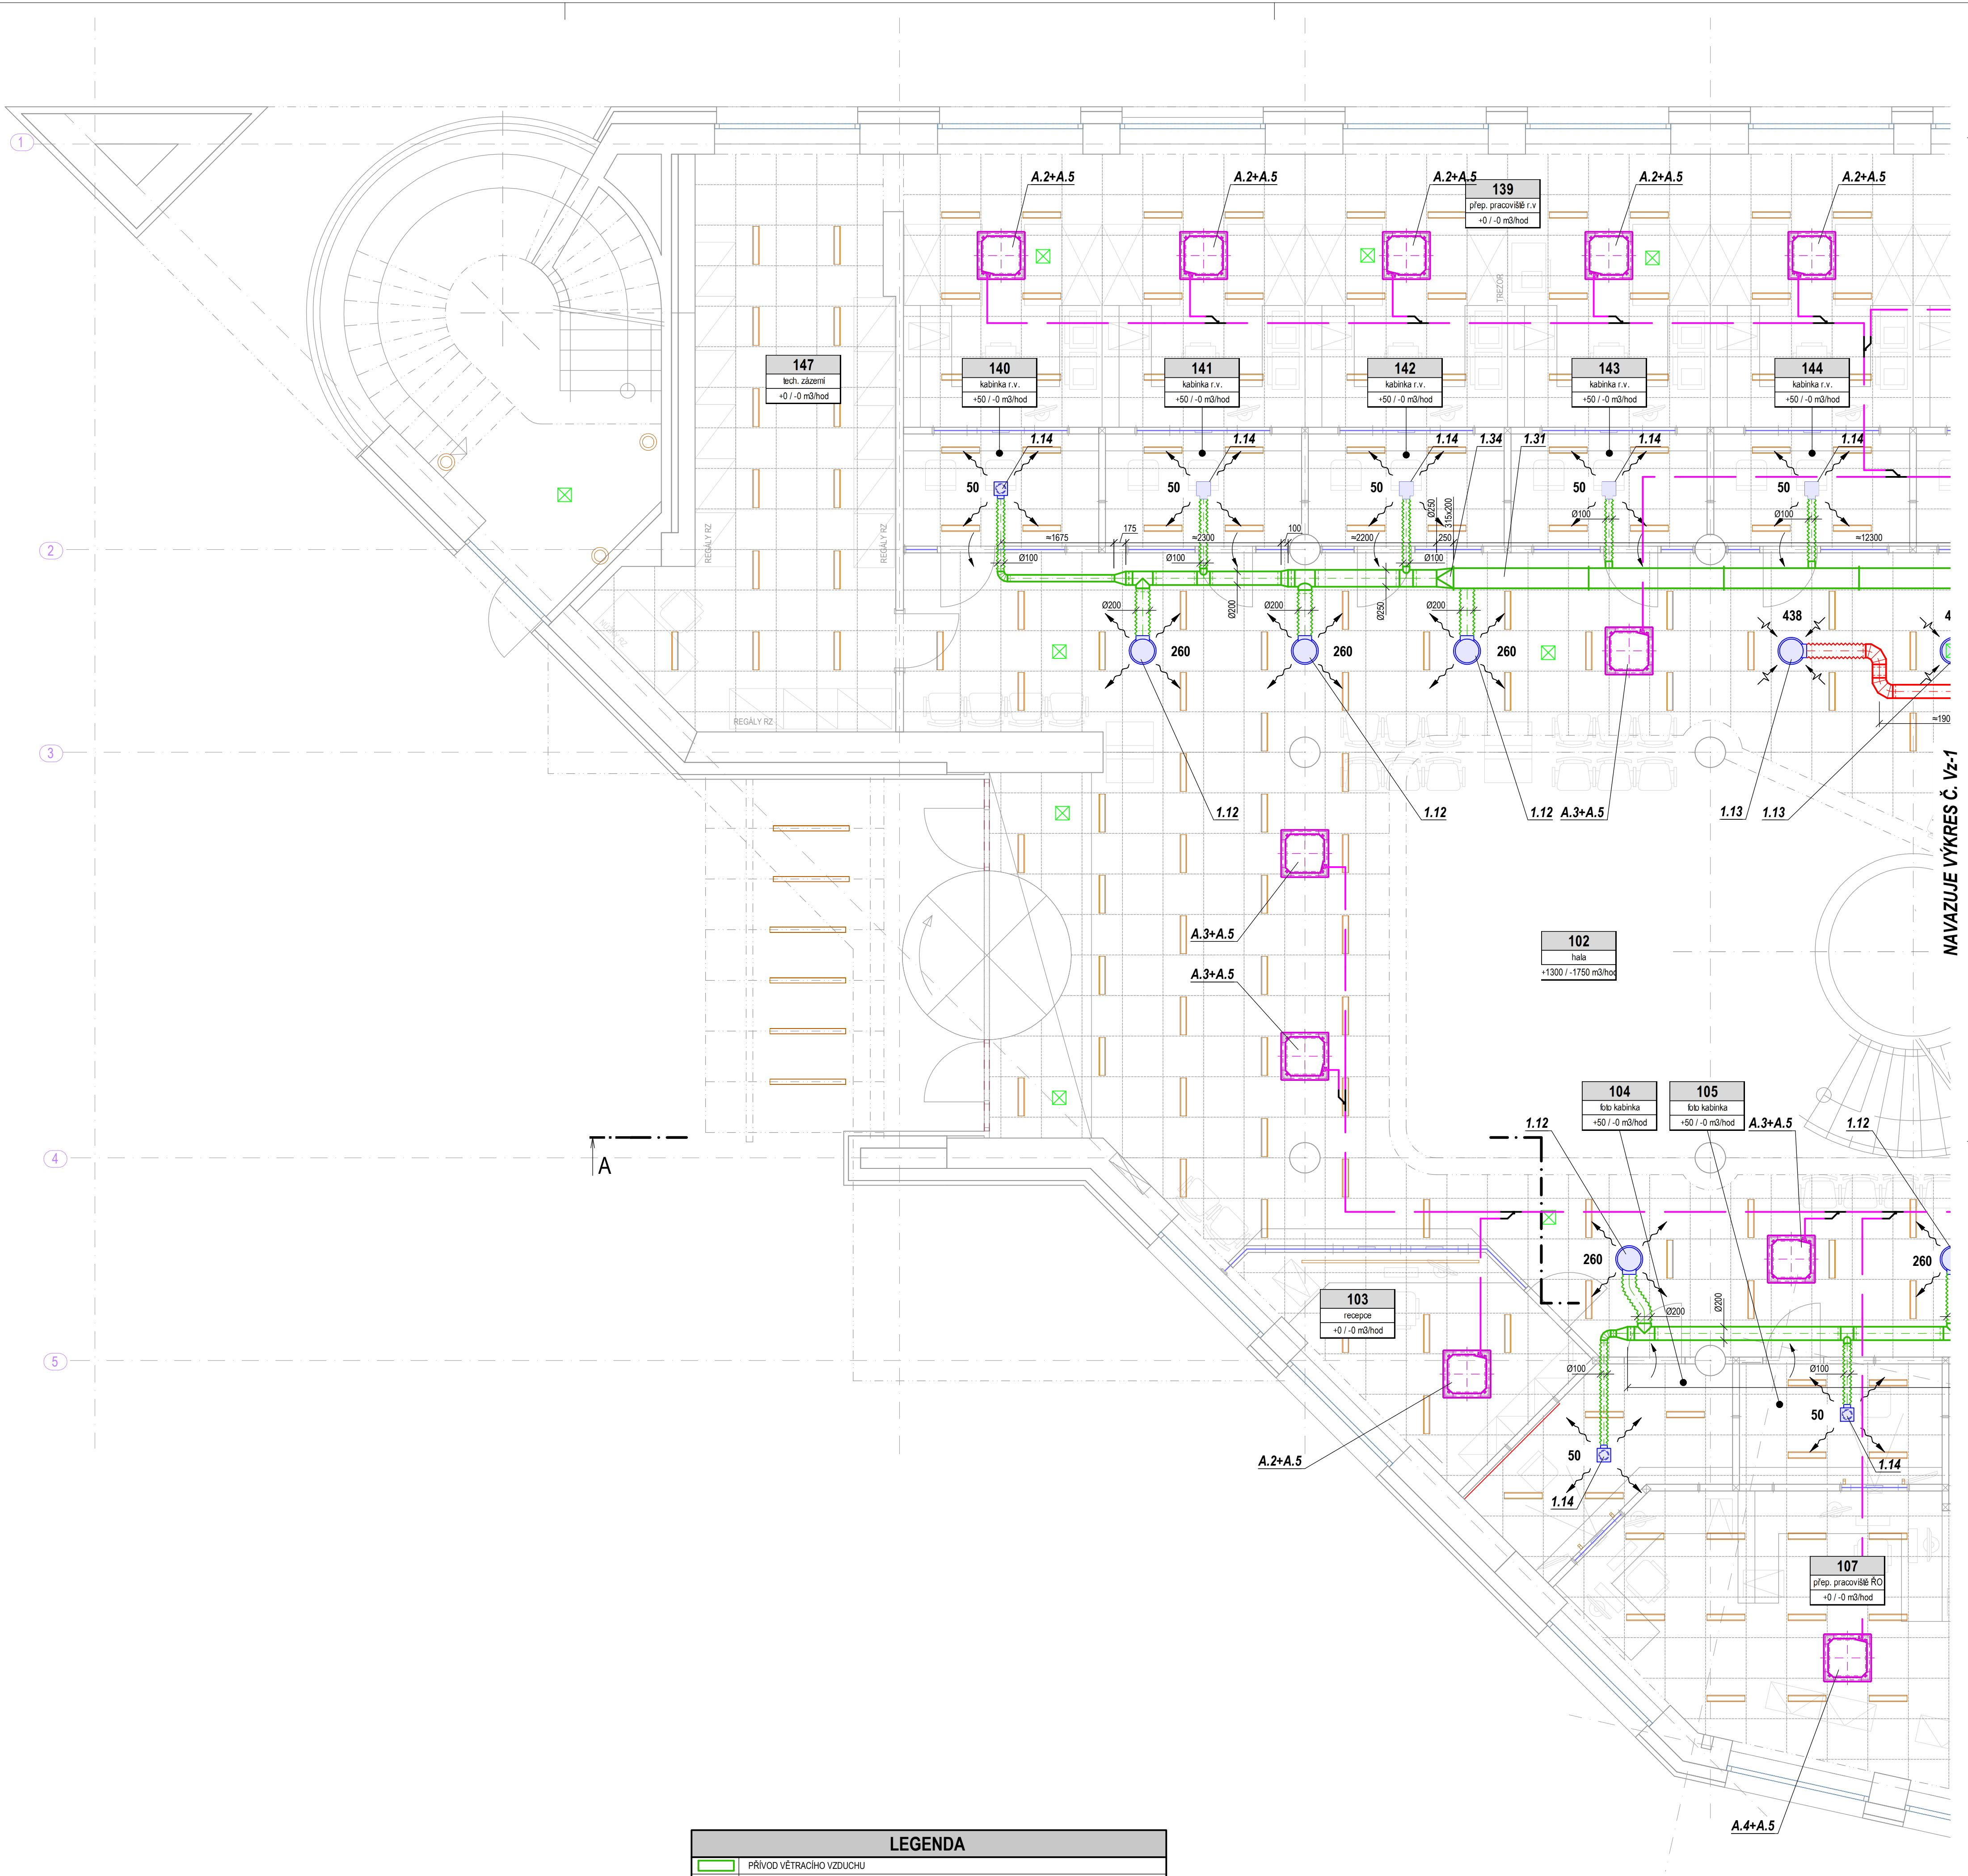 1
A.2+A.5
A.2+A.5
A.2+A.5
A.2+A.5
A.2+A.5
139
přep. pracoviště r.v
+0 / -0 m3/hod
TREZOR
147
tech. zázemí
+0 / -0 m3/hod
140
kabinka r.v.
+50 / -0 m3/hod
141
kabinka r.v.
+50 / -0 m3/hod
142
kabinka r.v.
+50 / -0 m3/hod
143
kabinka r.v.
+50 / -0 m3/hod
144
kabinka r.v.
+50 / -0 m3/hod
1.14
1.14
1.14
1.34
1.31
1.14
1.14
50
50
50
50
50
Ø250
315x200
Ø100
Ø100
REGÁLY RZ
REGÁLY RZ
2
≈1675
175
≈2300
100
≈2200
250
≈12300
Ø100
Ø100
Ø100
Ø200
Ø200
Ø200
Ø200
Ø250
438
4
260
260
260
REGÁLY RZ
REGÁLY RZ
≈190
3
1.12
1.12
1.12
A.3+A.5
1.13
1.13
NAVAZUJE VÝKRES Č. Vz-1
A.3+A.5
102
hala
+1300 / -1750 m3/hod
A.3+A.5
104
foto kabinka
+50 / -0 m3/hod
105
foto kabinka
+50 / -0 m3/hod
1.12
A.3+A.5
1.12
4
A
260
260
103
recepce
+0 / -0 m3/hod
Ø200
Ø200
5
Ø100
Ø100
50
50
A.2+A.5
1.14
1.14
107
přep. pracoviště ŘO
+0 / -0 m3/hod
A.4+A.5
LEGENDA
PŘÍVOD VĚTRACÍHO VZDUCHU